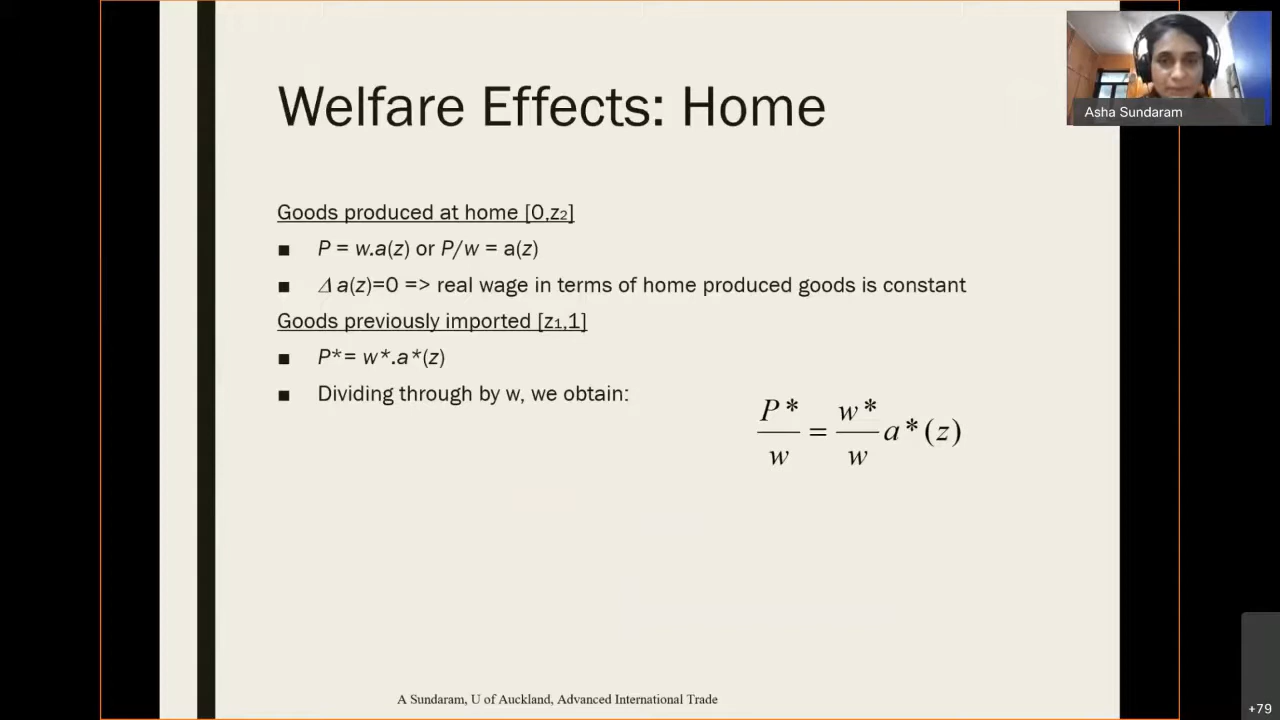 Welfare Effects: Home
Asha Sundaram
Goods produced at home [0,z2]
■ P = w.a(z) or P/w = a(z)
■ Δ a(z)=0 => real wage in terms of home produced goods is constant
Goods previously imported [z1,1]
■ P*= w*.a*(z)
■ Dividing through by w, we obtain:
P*/w = w*/w a*(z)
A Sundaram, U of Auckland, Advanced International Trade
+79